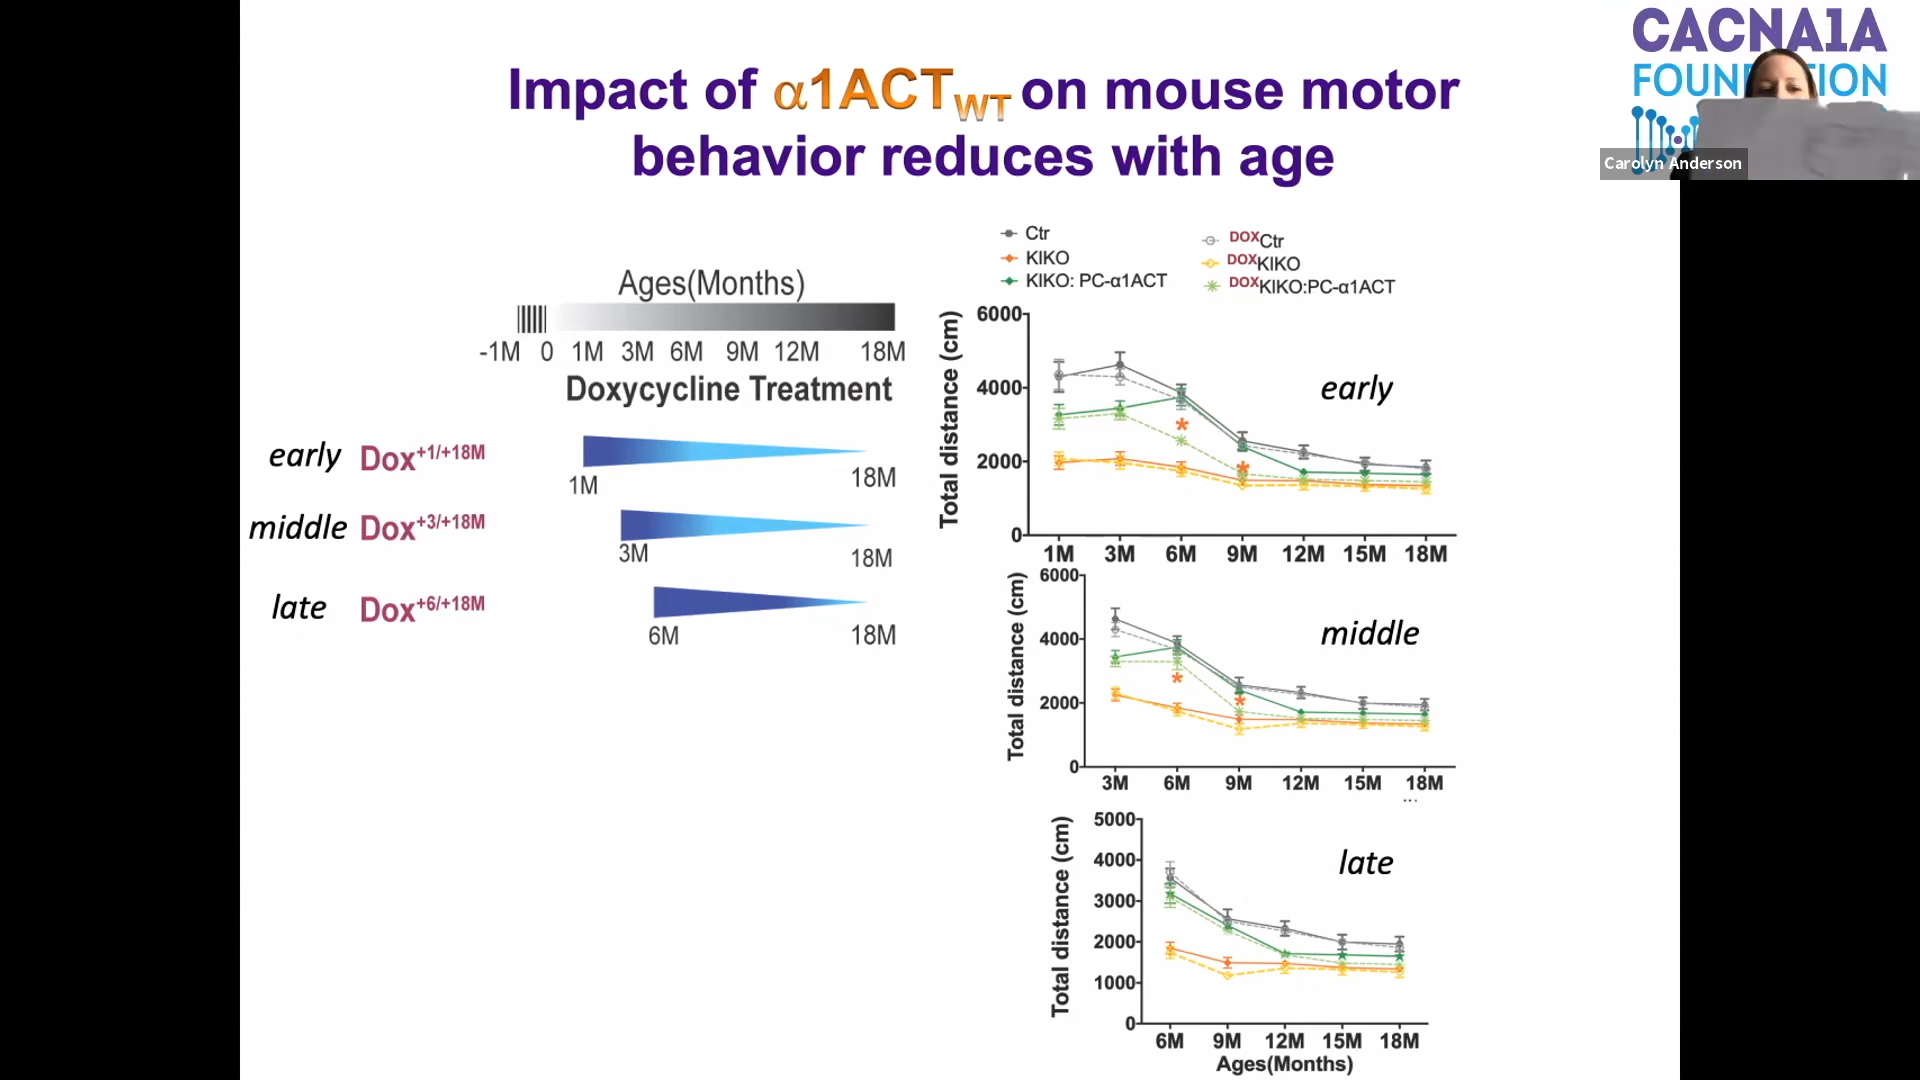 Impact of α1ACTWT on mouse motor
behavior reduces with age
CACNA1A
FOUNDATION
Carolyn Anderson
Ages(Months)
-1M 0 1M 3M 6M 9M 12M 18M
Doxycycline Treatment
early Dox+1/+18M
1M 18M
middle Dox+3/+18M
3M 18M
late Dox+6/+18M
6M 18M
Ctr
KIKO
KIKO: PC-α1ACT
DOXCtr
DOXKIKO
DOXKIKO:PC-α1ACT
Total distance (cm)
6000
4000
2000
0
early
*
*
1M 3M 6M 9M 12M 15M 18M
Total distance (cm)
6000
4000
2000
0
middle
*
*
3M 6M 9M 12M 15M 18M
...
Total distance (cm)
5000
4000
3000
2000
1000
0
late
6M 9M 12M 15M 18M
Ages(Months)